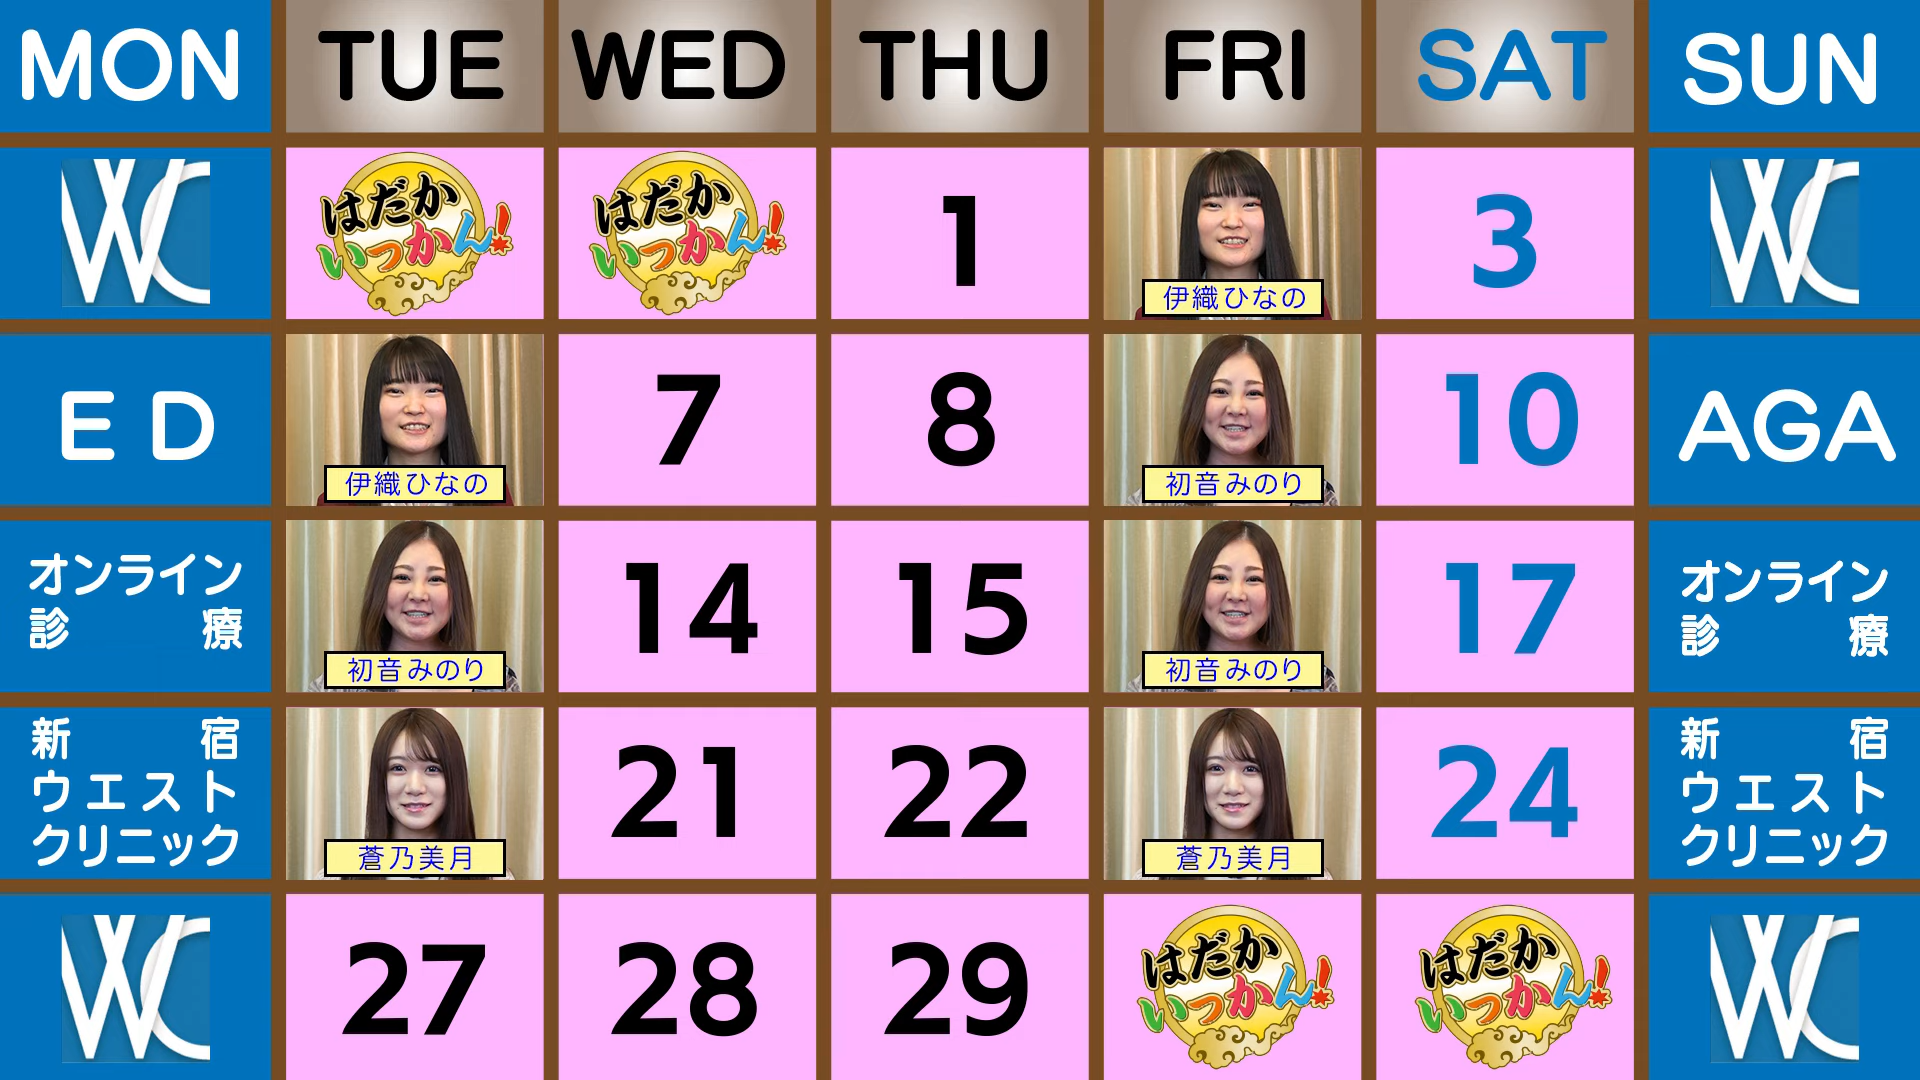 MON TUE WED THU FRI SAT SUN
WC はだかいっかん! はだかいっかん! 1 伊織ひなの 3 WC
ED 伊織ひなの 7 8 初音みのり 10 AGA
オンライン診療 初音みのり 14 15 初音みのり 17 オンライン診療
新宿ウエストクリニック 蒼乃美月 21 22 蒼乃美月 24 新宿ウエストクリニック
WC 27 28 29 はだかいっかん! はだかいっかん! WC